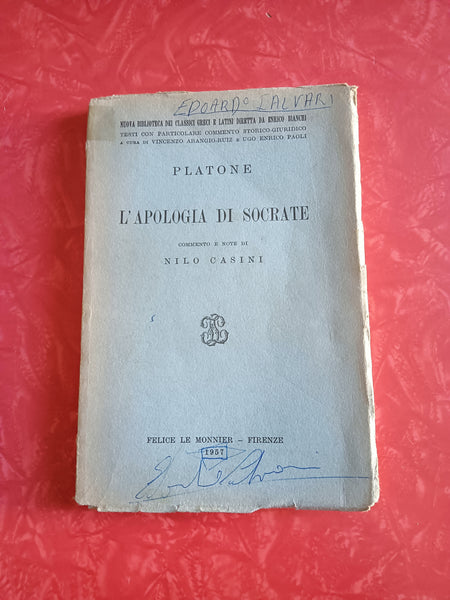 EDOARDO SALVARI
NUOVA BIBLIOTECA DEI CLASSICI GRECI E LATINI DIRETTA DA ENRICO BIANCHI
TESTI CON PARTICOLARE COMMENTO STORICO-GIURIDICO
A CURA DI VINCENZO ARANGIO-RUIZ E UGO ENRICO PAOLI
PLATONE
L'APOLOGIA DI SOCRATE
COMMENTO E NOTE DI
NILO CASINI
FELICE LE MONNIER – FIRENZE
1957